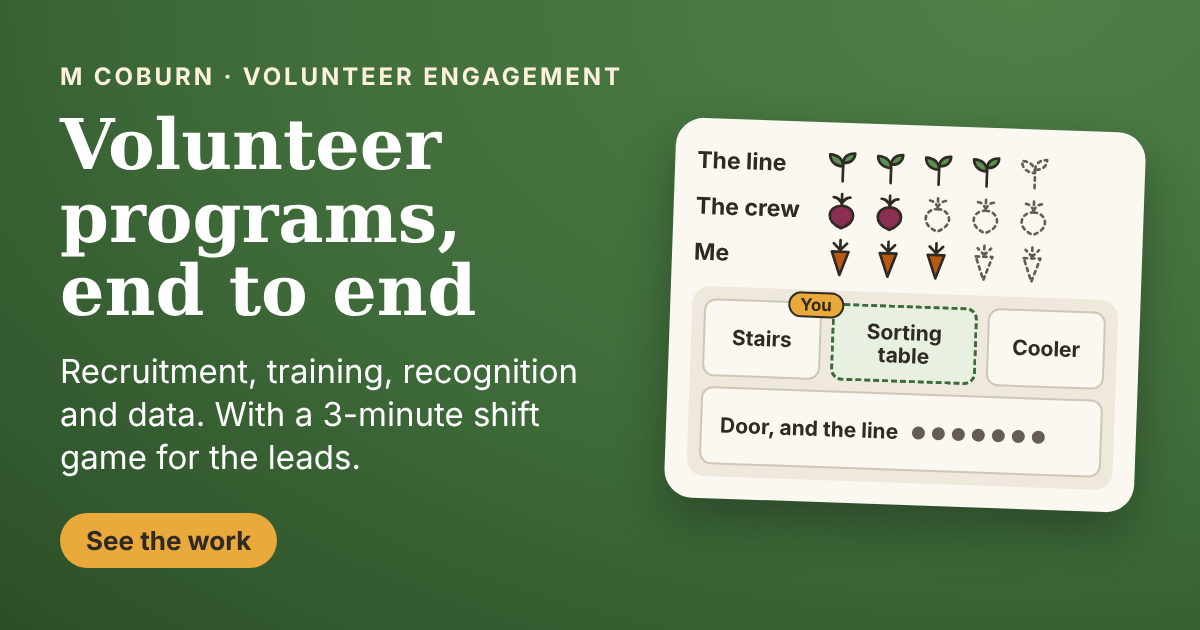 M COBURN · VOLUNTEER ENGAGEMENT
Volunteer
programs,
end to end
Recruitment, training, recognition
and data. With a 3-minute shift
game for the leads.
See the work
The line
The crew
Me
You
Stairs
Sorting
table
Cooler
Door, and the line